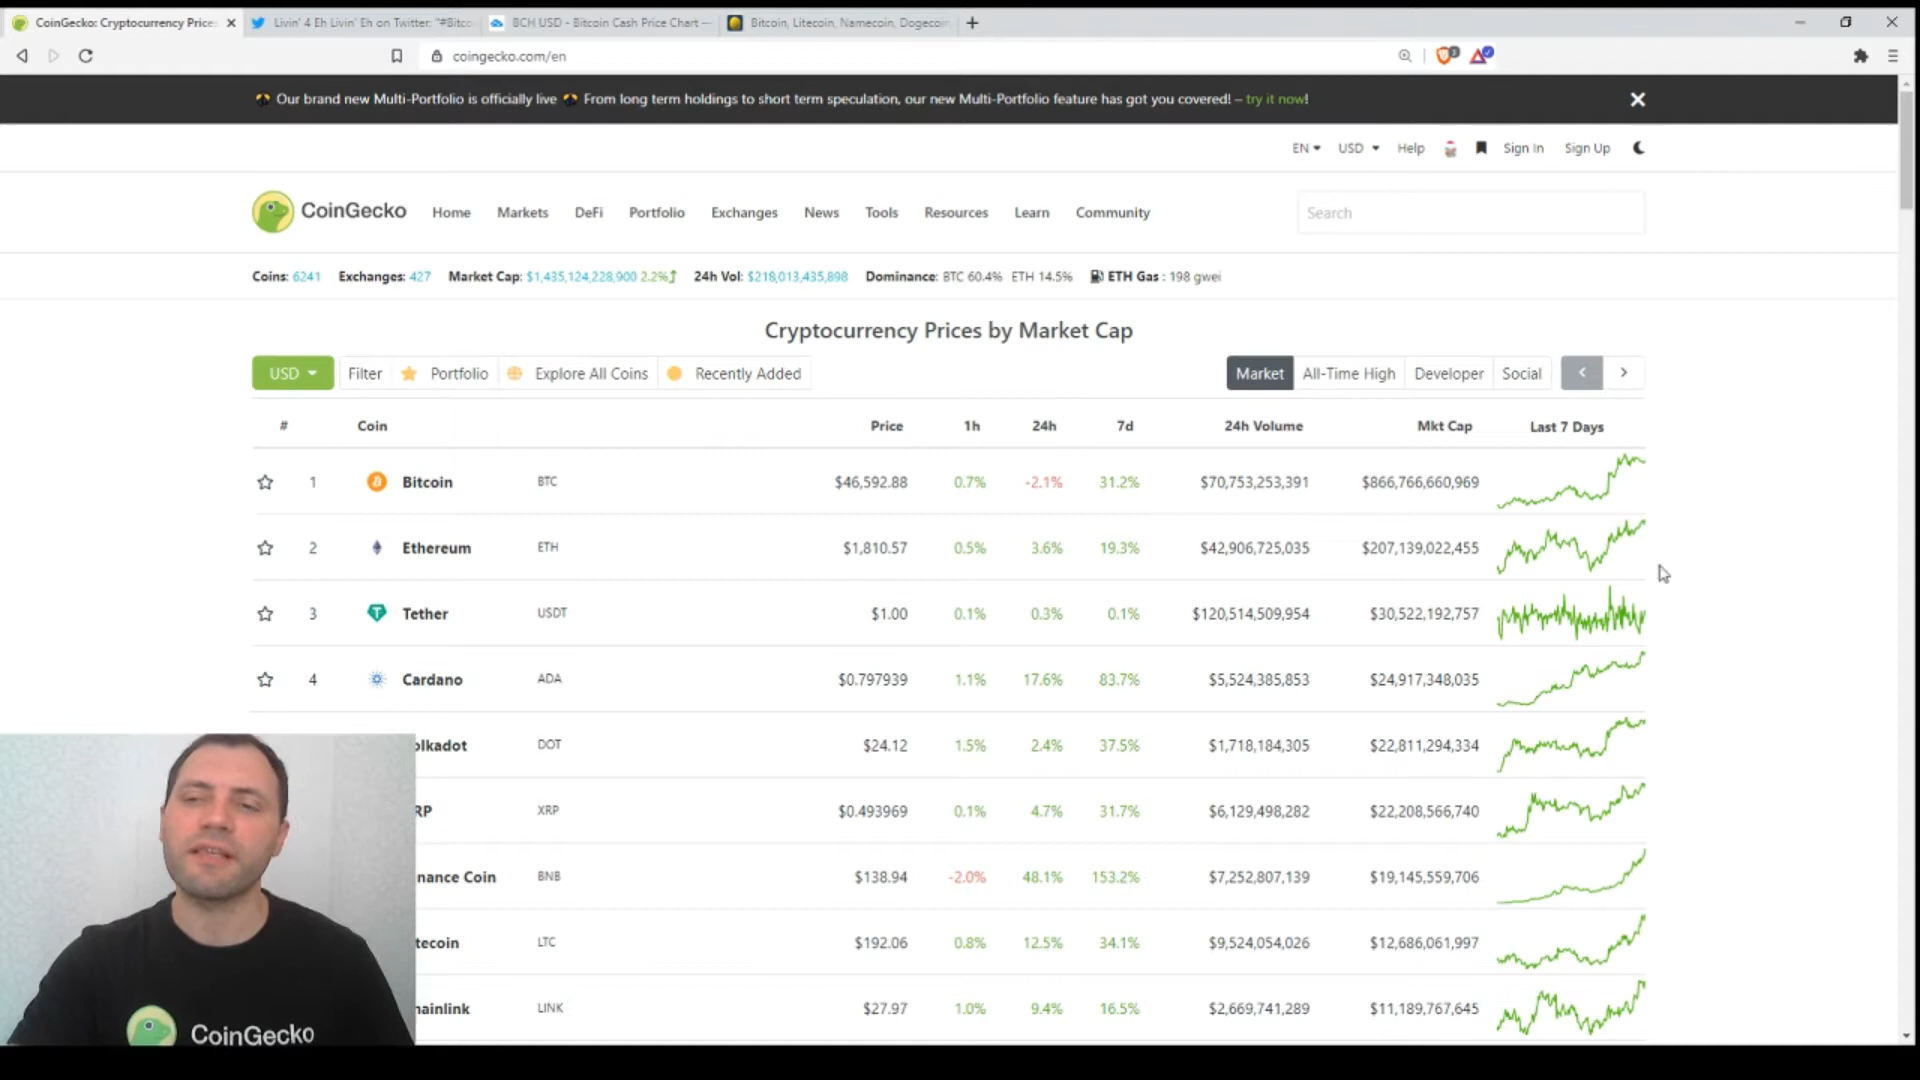 CoinGecko: Cryptocurrency Prices
Livin' 4 Eh Livin' Eh on Twitter: "#Bitco
BCH USD - Bitcoin Cash Price Chart —
Bitcoin, Litecoin, Namecoin, Dogecoin
coingecko.com/en
Our brand new Multi-Portfolio is officially live From long term holdings to short term speculation, our new Multi-Portfolio feature has got you covered! – try it now!
EN USD Help Sign In Sign Up
CoinGecko Home Markets DeFi Portfolio Exchanges News Tools Resources Learn Community Search
Coins: 6241 Exchanges: 427 Market Cap: $1,435,124,228,900 2.2% 24h Vol: $218,013,435,898 Dominance: BTC 60.4% ETH 14.5% ETH Gas : 198 gwei
Cryptocurrency Prices by Market Cap
USD Filter Portfolio Explore All Coins Recently Added Market All-Time High Developer Social
# Coin Price 1h 24h 7d 24h Volume Mkt Cap Last 7 Days
1 Bitcoin BTC $46,592.88 0.7% -2.1% 31.2% $70,753,253,391 $866,766,660,969
2 Ethereum ETH $1,810.57 0.5% 3.6% 19.3% $42,906,725,035 $207,139,022,455
3 Tether USDT $1.00 0.1% 0.3% 0.1% $120,514,509,954 $30,522,192,757
4 Cardano ADA $0.797939 1.1% 17.6% 83.7% $5,524,385,853 $24,917,348,035
olkadot DOT $24.12 1.5% 2.4% 37.5% $1,718,184,305 $22,811,294,334
RP XRP $0.493969 0.1% 4.7% 31.7% $6,129,498,282 $22,208,566,740
nance Coin BNB $138.94 -2.0% 48.1% 153.2% $7,252,807,139 $19,145,559,706
tecoin LTC $192.06 0.8% 12.5% 34.1% $9,524,054,026 $12,686,061,997
hainlink LINK $27.97 1.0% 9.4% 16.5% $2,669,741,289 $11,189,767,645
CoinGecko